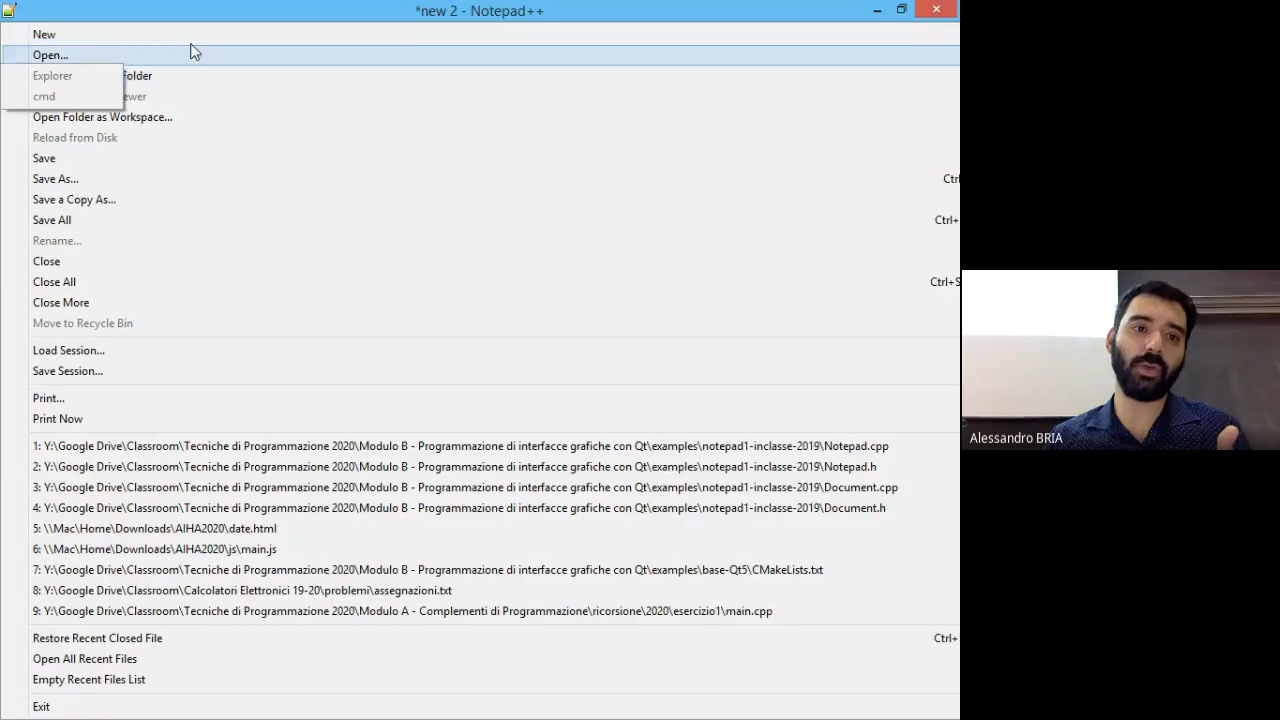 *new 2 - Notepad++
New
Open...
Explorer
Folder
cmd
ewer
Open Folder as Workspace...
Reload from Disk
Save
Save As...
Ctrl
Save a Copy As...
Save All
Ctrl+
Rename...
Close
Close All
Ctrl+S
Close More
Move to Recycle Bin
Load Session...
Save Session...
Print...
Print Now
1: Y:\Google Drive\Classroom\Tecniche di Programmazione 2020\Modulo B - Programmazione di interfacce grafiche con Qt\examples\notepad1-inclasse-2019\Notepad.cpp
2: Y:\Google Drive\Classroom\Tecniche di Programmazione 2020\Modulo B - Programmazione di interfacce grafiche con Qt\examples\notepad1-inclasse-2019\Notepad.h
3: Y:\Google Drive\Classroom\Tecniche di Programmazione 2020\Modulo B - Programmazione di interfacce grafiche con Qt\examples\notepad1-inclasse-2019\Document.cpp
4: Y:\Google Drive\Classroom\Tecniche di Programmazione 2020\Modulo B - Programmazione di interfacce grafiche con Qt\examples\notepad1-inclasse-2019\Document.h
5: \\Mac\Home\Downloads\AIHA2020\date.html
6: \\Mac\Home\Downloads\AIHA2020\js\main.js
7: Y:\Google Drive\Classroom\Tecniche di Programmazione 2020\Modulo B - Programmazione di interfacce grafiche con Qt\examples\base-Qt5\CMakeLists.txt
8: Y:\Google Drive\Classroom\Calcolatori Elettronici 19-20\problemi\assegnazioni.txt
9: Y:\Google Drive\Classroom\Tecniche di Programmazione 2020\Modulo A - Complementi di Programmazione\ricorsione\2020\esercizio1\main.cpp
Restore Recent Closed File
Ctrl+
Open All Recent Files
Empty Recent Files List
Exit
Alessandro BRIA